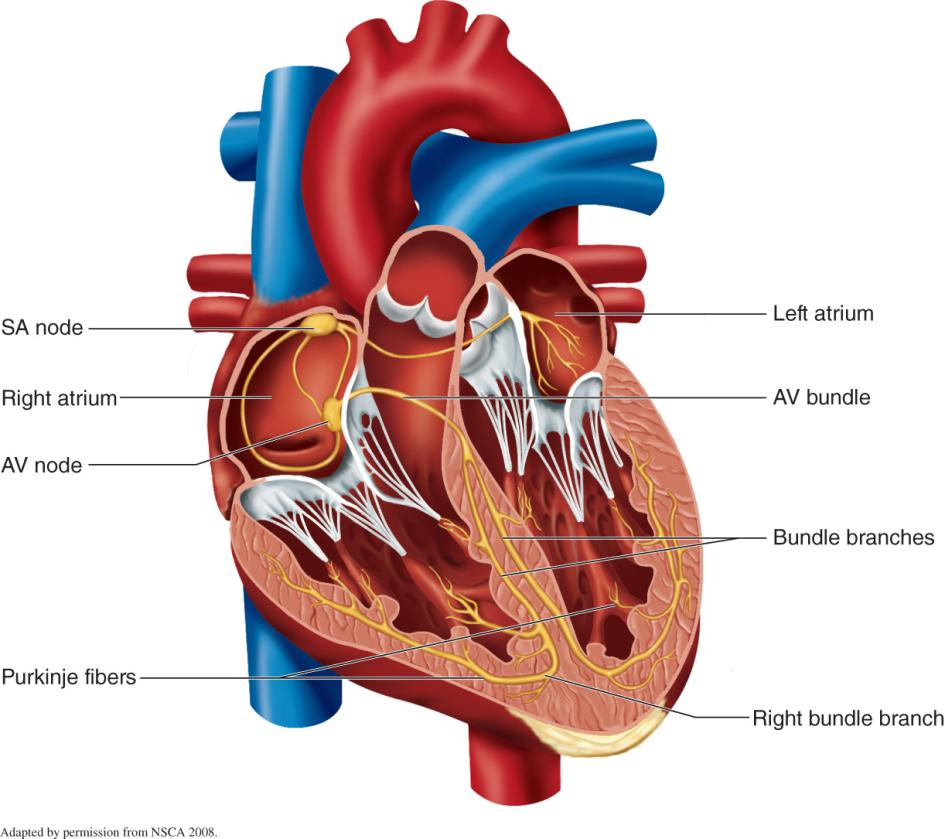 SA node
Left atrium
Right atrium
AV bundle
AV node
Bundle branches
Purkinje fibers
Right bundle branch
Adapted by permission from NSCA 2008.